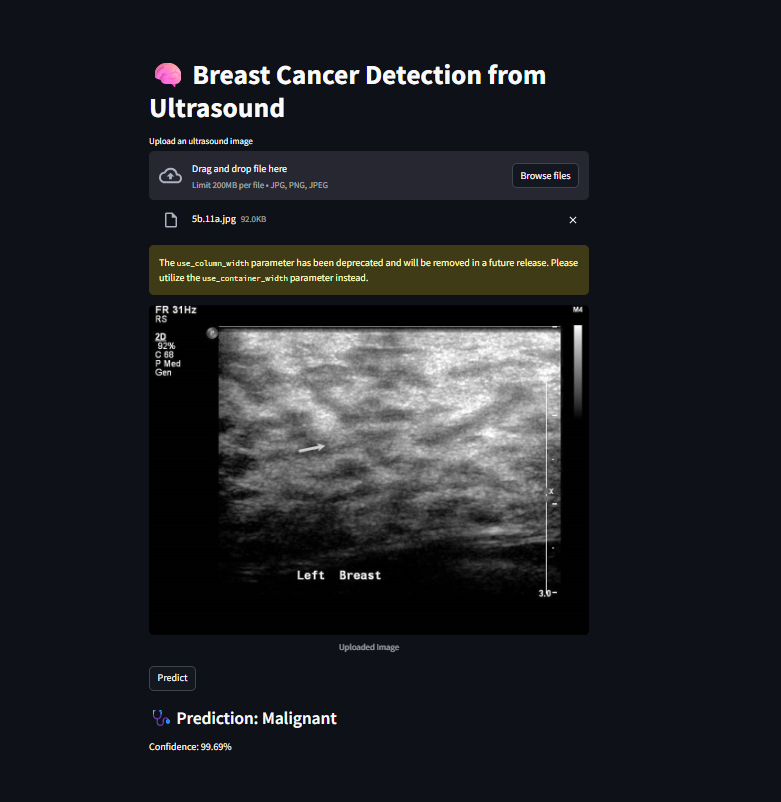 Breast Cancer Detection from
Ultrasound
Upload an ultrasound image
Drag and drop file here
Limit 200MB per file • JPG, PNG, JPEG
Browse files
5b.11a.jpg 92.0KB
The use_column_width parameter has been deprecated and will be removed in a future release. Please
utilize the use_container_width parameter instead.
FR 31Hz
RS
M4
2D
92%
C 68
P Med
Gen
P
x
Left Breast
3.0
Uploaded Image
Predict
Prediction: Malignant
Confidence: 99.69%